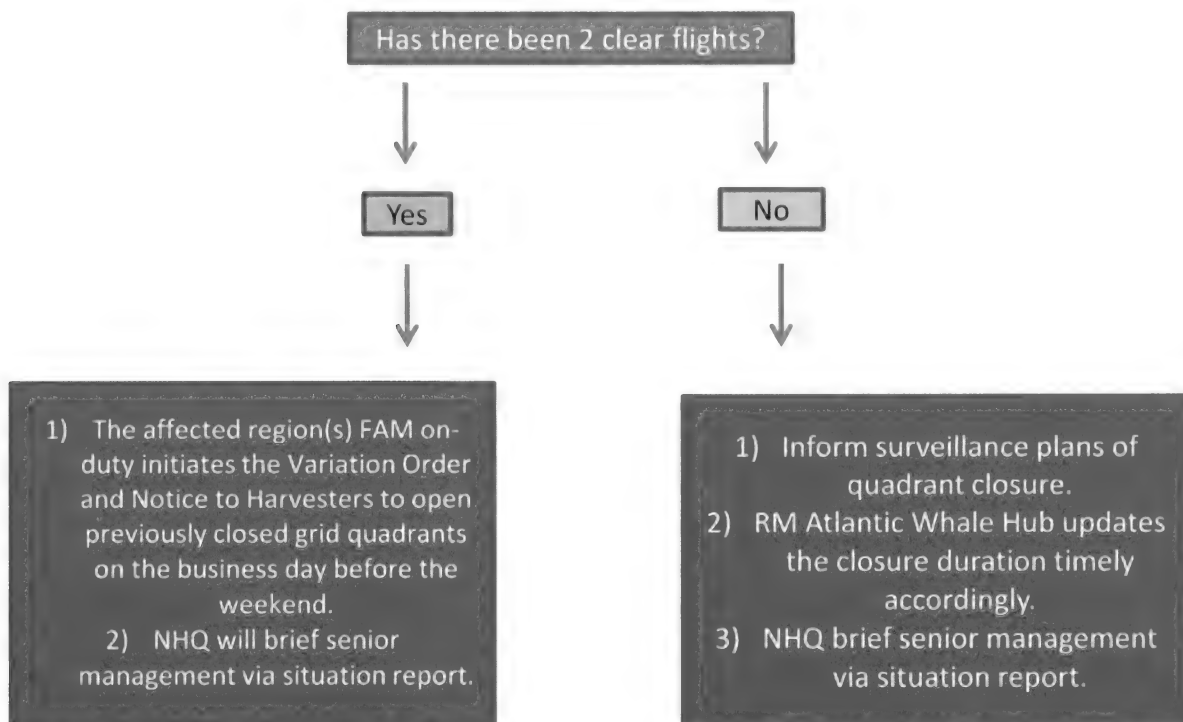 Has there been 2 clear flights?
Yes
No
1) The affected region(s) FAM on-
duty initiates the Variation Order
and Notice to Harvesters to open
previously closed grid quadrants
on the business day before the
weekend.
2) NHQ will brief senior
management via situation report.
1) Inform surveillance plans of
quadrant closure.
2) RM Atlantic Whale Hub updates
the closure duration timely
accordingly.
3) NHQ brief senior management
via situation report.